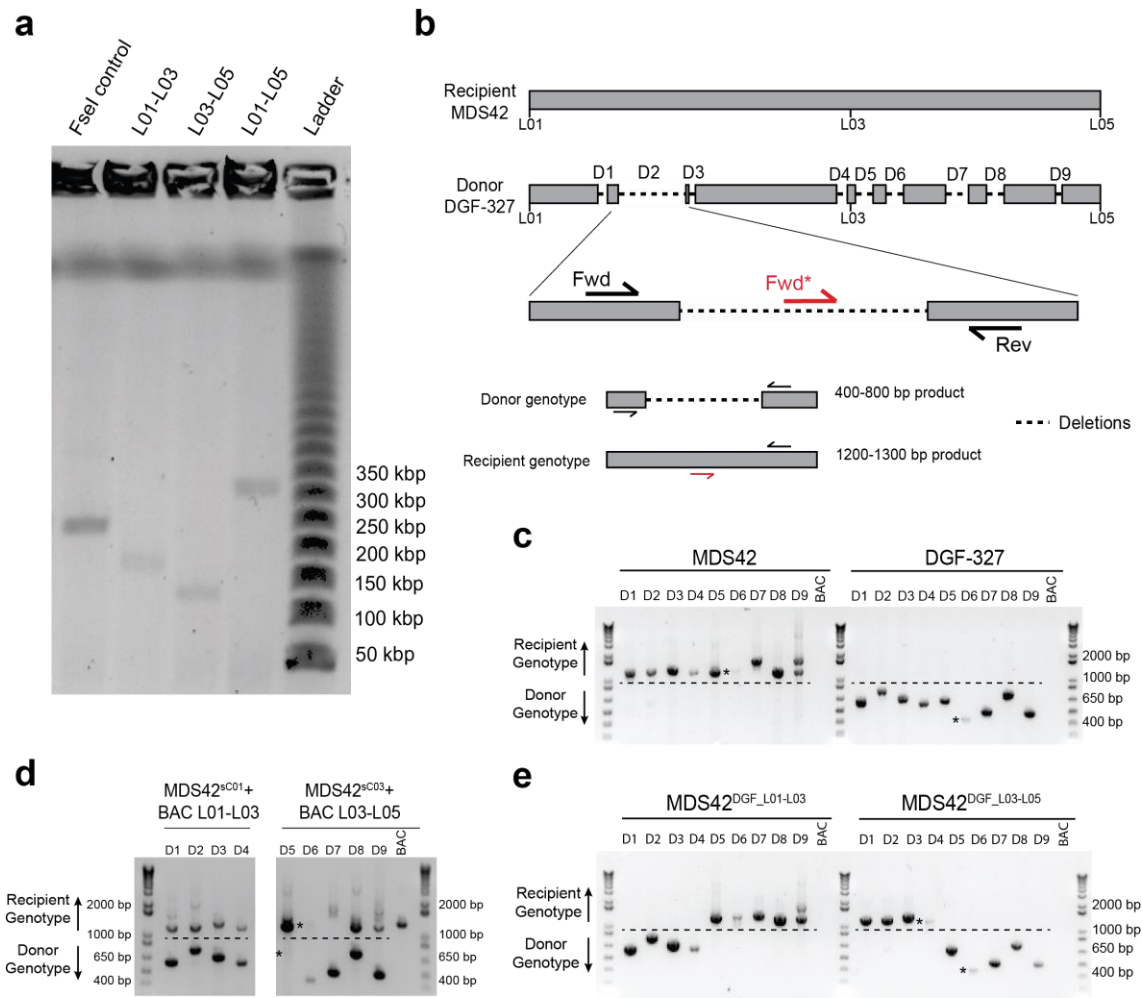 a
FseI control
L01-L03
L03-L05
L01-L05
Ladder
350 kbp
300 kbp
250 kbp
200 kbp
150 kbp
100 kbp
50 kbp
b
Recipient
MDS42
L01
L03
L05
Donor
DGF-327
D1 D2 D3 D4 D5 D6 D7 D8 D9
L01
L03
L05
Fwd
Fwd*
Rev
Donor genotype
400-800 bp product
Recipient genotype
1200-1300 bp product
Deletions
c
MDS42
DGF-327
D1 D2 D3 D4 D5 D6 D7 D8 D9 BAC
D1 D2 D3 D4 D5 D6 D7 D8 D9 BAC
Recipient
Genotype
Donor
Genotype
*
*
2000 bp
1000 bp
650 bp
400 bp
d
MDS42sC01+
BAC L01-L03
MDS42sC03+
BAC L03-L05
D1 D2 D3 D4
D5 D6 D7 D8 D9 BAC
Recipient
Genotype
Donor
Genotype
2000 bp
1000 bp
650 bp
400 bp
*
*
2000 bp
1000 bp
650 bp
400 bp
e
MDS42DGF_L01-L03
MDS42DGF_L03-L05
D1 D2 D3 D4 D5 D6 D7 D8 D9 BAC
D1 D2 D3 D4 D5 D6 D7 D8 D9 BAC
Recipient
Genotype
Donor
Genotype
*
*
*
2000 bp
1000 bp
650 bp
400 bp